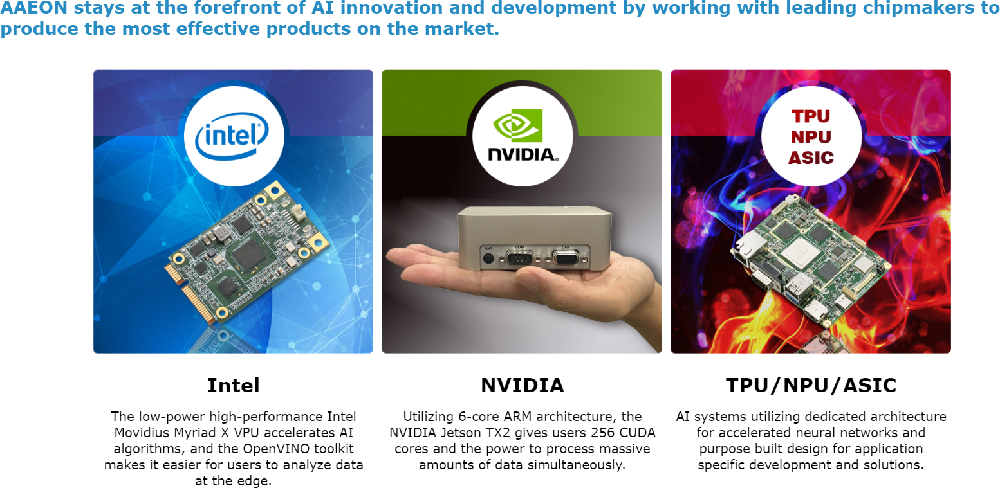 AAEON stays at the forefront of AI innovation and development by working with leading chipmakers to
produce the most effective products on the market.
intel®
NVIDIA®
TPU
NPU
ASIC
ANT
COM
CAN
Intel
The low-power high-performance Intel
Movidius Myriad X VPU accelerates AI
algorithms, and the OpenVINO toolkit
makes it easier for users to analyze data
at the edge.
NVIDIA
Utilizing 6-core ARM architecture, the
NVIDIA Jetson TX2 gives users 256 CUDA
cores and the power to process massive
amounts of data simultaneously.
TPU/NPU/ASIC
AI systems utilizing dedicated architecture
for accelerated neural networks and
purpose built design for application
specific development and solutions.